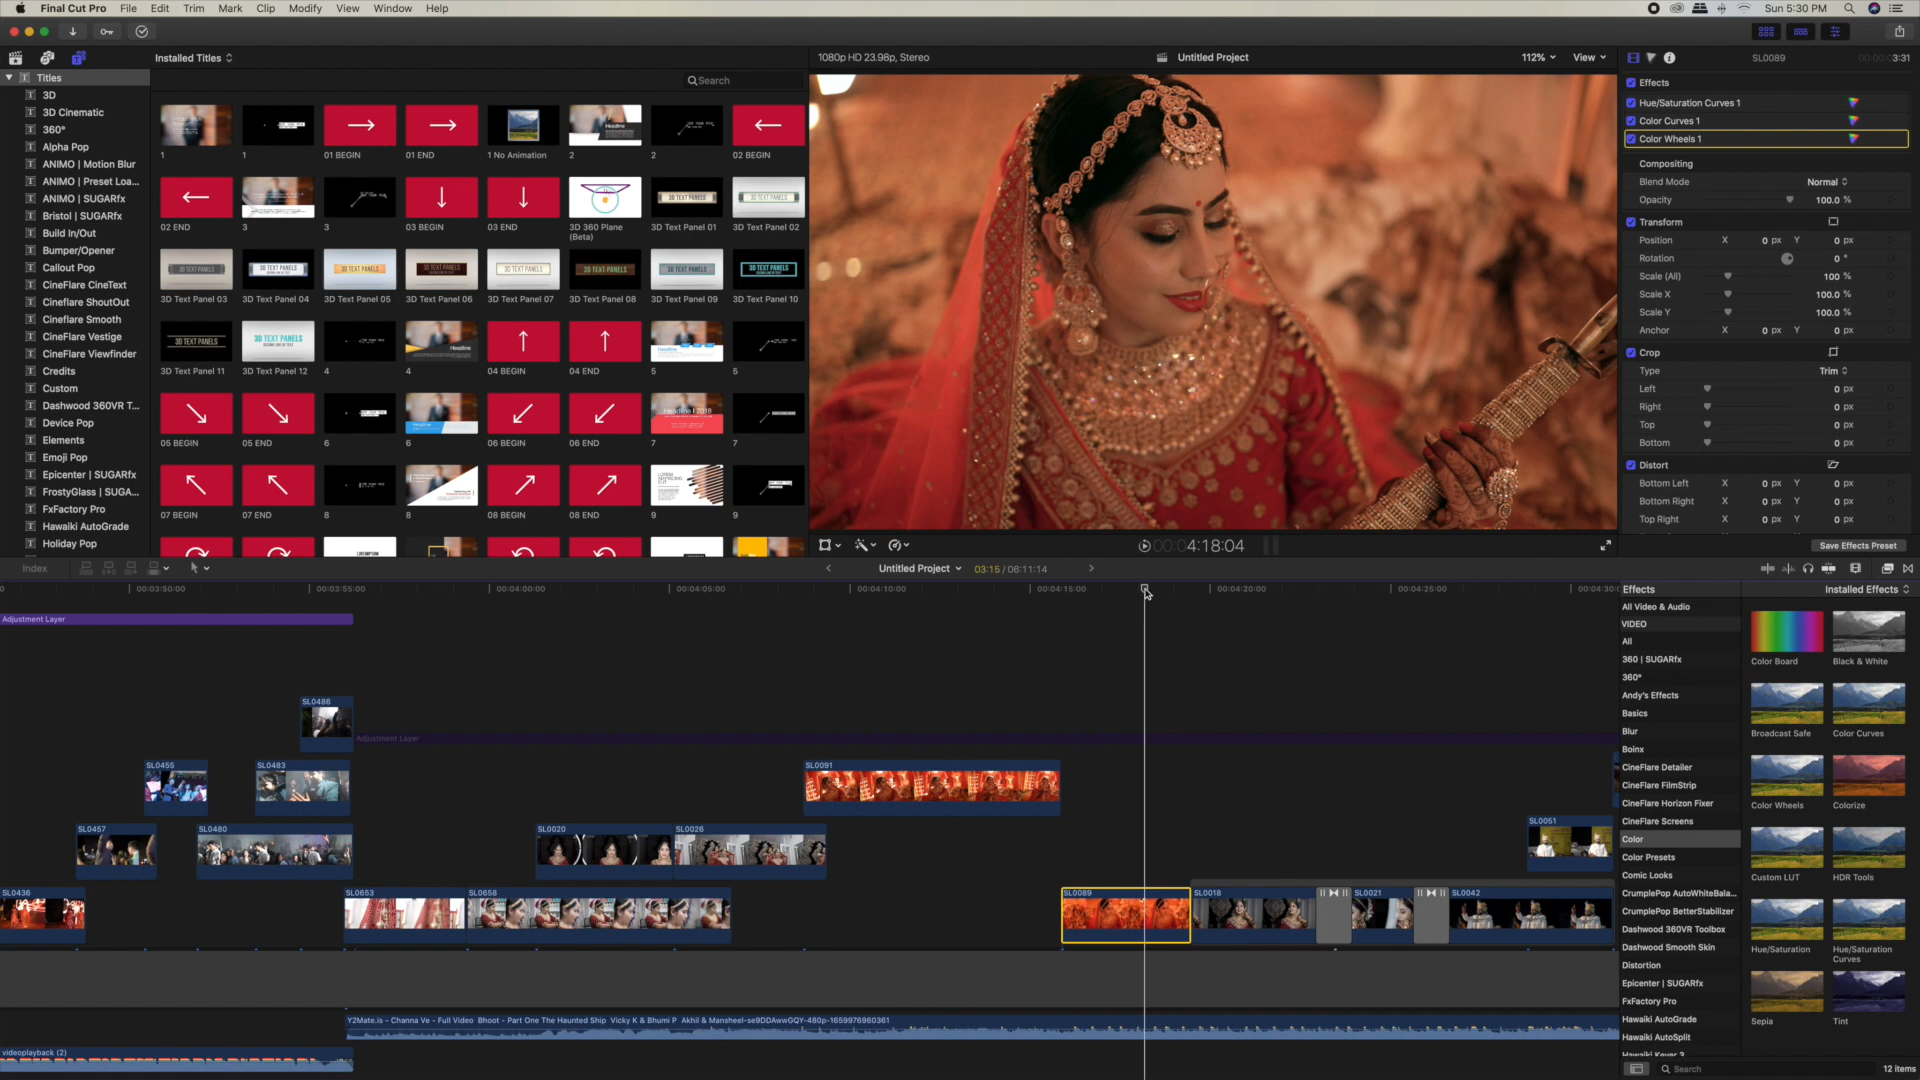 Final Cut Pro File Edit Trim Mark Clip Modify View Window Help
Sun 5:30 PM
Installed Titles
Search
1080p HD 23.98p, Stereo
Untitled Project
112%
View
SL0089
3:31
Titles
3D
3D Cinematic
360°
Alpha Pop
ANIMO | Motion Blur
ANIMO | Preset Loa...
ANIMO | SUGARfx
Bristol | SUGARfx
Build In/Out
Bumper/Opener
Callout Pop
CineFlare CineText
Cineflare ShoutOut
Cineflare Smooth
CineFlare Vestige
CineFlare Viewfinder
Credits
Custom
Dashwood 360VR T...
Device Pop
Elements
Emoji Pop
Epicenter | SUGARfx
FrostyGlass | SUGA...
FxFactory Pro
Hawaiki AutoGrade
Holiday Pop
1 1 01 BEGIN 01 END 1 No Animation 2 2 02 BEGIN
02 END 3 3 03 BEGIN 03 END 3D 360 Plane (Beta) 3D Text Panel 01 3D Text Panel 02
3D Text Panel 03 3D Text Panel 04 3D Text Panel 05 3D Text Panel 06 3D Text Panel 07 3D Text Panel 08 3D Text Panel 09 3D Text Panel 10
3D Text Panel 11 3D Text Panel 12 4 4 04 BEGIN 04 END 5 5
05 BEGIN 05 END 6 6 06 BEGIN 06 END 7 7
07 BEGIN 07 END 8 8 08 BEGIN 08 END 9 9
Effects
Hue/Saturation Curves 1
Color Curves 1
Color Wheels 1
Compositing
Blend Mode Normal
Opacity 100.0 %
Transform
Position X 0 px Y 0 px
Rotation 0 °
Scale (All) 100 %
Scale X 100.0 %
Scale Y 100.0 %
Anchor X 0 px Y 0 px
Crop
Type Trim
Left 0 px
Right 0 px
Top 0 px
Bottom 0 px
Distort
Bottom Left X 0 px Y 0 px
Bottom Right X 0 px Y 0 px
Top Right X 0 px Y 0 px
Save Effects Preset
00:04:18:04
Index
Untitled Project
03:15 / 06:11:14
00:03:50:00 00:03:55:00 00:04:00:00 00:04:05:00 00:04:10:00 00:04:15:00 00:04:20:00 00:04:25:00 00:04:30:0
Adjustment Layer
SL0486
Adjustment Layer
SL0455 SL0483 SL0091
SL0457 SL0480 SL0020 SL0026 SL0051
SL0436 SL0653 SL0658 SL0089 SL0018 SL0021 SL0042
Y2Mate.is - Channa Ve - Full Video Bhoot - Part One The Haunted Ship Vicky K & Bhumi P Akhil & Mansheel-se9DDAwwGQY-480p-1659976960361
videoplayback (2)
Effects
Installed Effects
All Video & Audio
VIDEO
All
360 | SUGARfx
360°
Andy's Effects
Basics
Blur
Boinx
CineFlare Detailer
CineFlare FilmStrip
CineFlare Horizon Fixer
CineFlare Screens
Color
Color Presets
Comic Looks
CrumplePop AutoWhiteBala...
CrumplePop BetterStabilizer
Dashwood 360VR Toolbox
Dashwood Smooth Skin
Distortion
Epicenter | SUGARfx
FxFactory Pro
Hawaiki AutoGrade
Hawaiki AutoSplit
Hawaiki Keyer 3
Color Board Black & White
Broadcast Safe Color Curves
Color Wheels Colorize
Custom LUT HDR Tools
Hue/Saturation Hue/Saturation Curves
Sepia Tint
Search
12 items